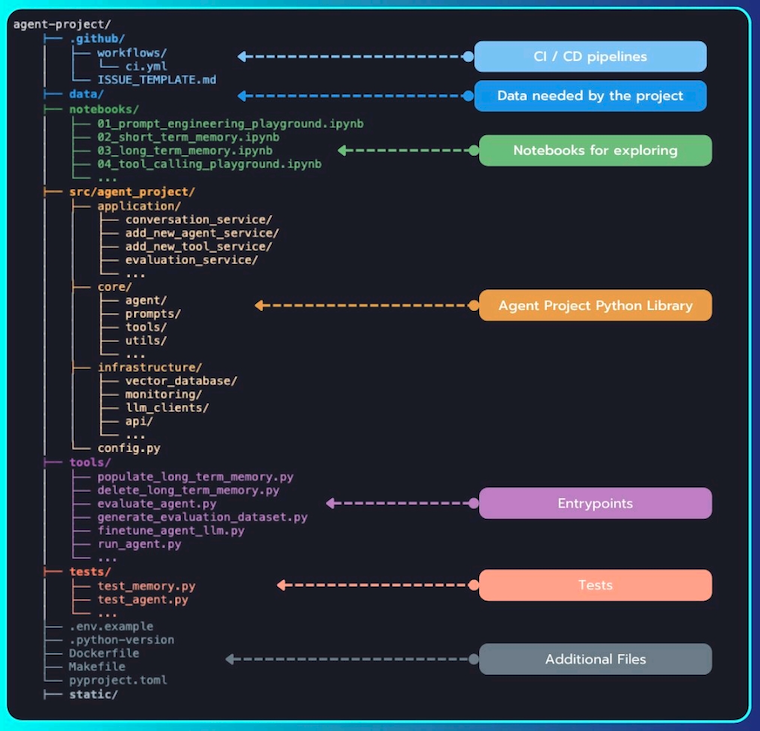 agent-project/
├── .github/
│   ├── workflows/
│   │   └── ci.yml
│   └── ISSUE_TEMPLATE.md
CI / CD pipelines
├── data/
Data needed by the project
├── notebooks/
│   ├── 01_prompt_engineering_playground.ipynb
│   ├── 02_short_term_memory.ipynb
│   ├── 03_long_term_memory.ipynb
│   ├── 04_tool_calling_playground.ipynb
│   └── ...
Notebooks for exploring
├── src/agent_project/
│   ├── application/
│   │   ├── conversation_service/
│   │   ├── add_new_agent_service/
│   │   ├── add_new_tool_service/
│   │   ├── evaluation_service/
│   │   └── ...
│   ├── core/
│   │   ├── agent/
│   │   ├── prompts/
│   │   ├── tools/
│   │   ├── utils/
│   │   └── ...
│   ├── infrastructure/
│   │   ├── vector_database/
│   │   ├── monitoring/
│   │   ├── llm_clients/
│   │   ├── api/
│   │   └── ...
│   └── config.py
Agent Project Python Library
├── tools/
│   ├── populate_long_term_memory.py
│   ├── delete_long_term_memory.py
│   ├── evaluate_agent.py
│   ├── generate_evaluation_dataset.py
│   ├── finetune_agent_llm.py
│   ├── run_agent.py
│   └── ...
Entrypoints
├── tests/
│   ├── test_memory.py
│   ├── test_agent.py
│   └── ...
Tests
├── .env.example
├── .python-version
├── Dockerfile
├── Makefile
└── pyproject.toml
├── static/
Additional Files